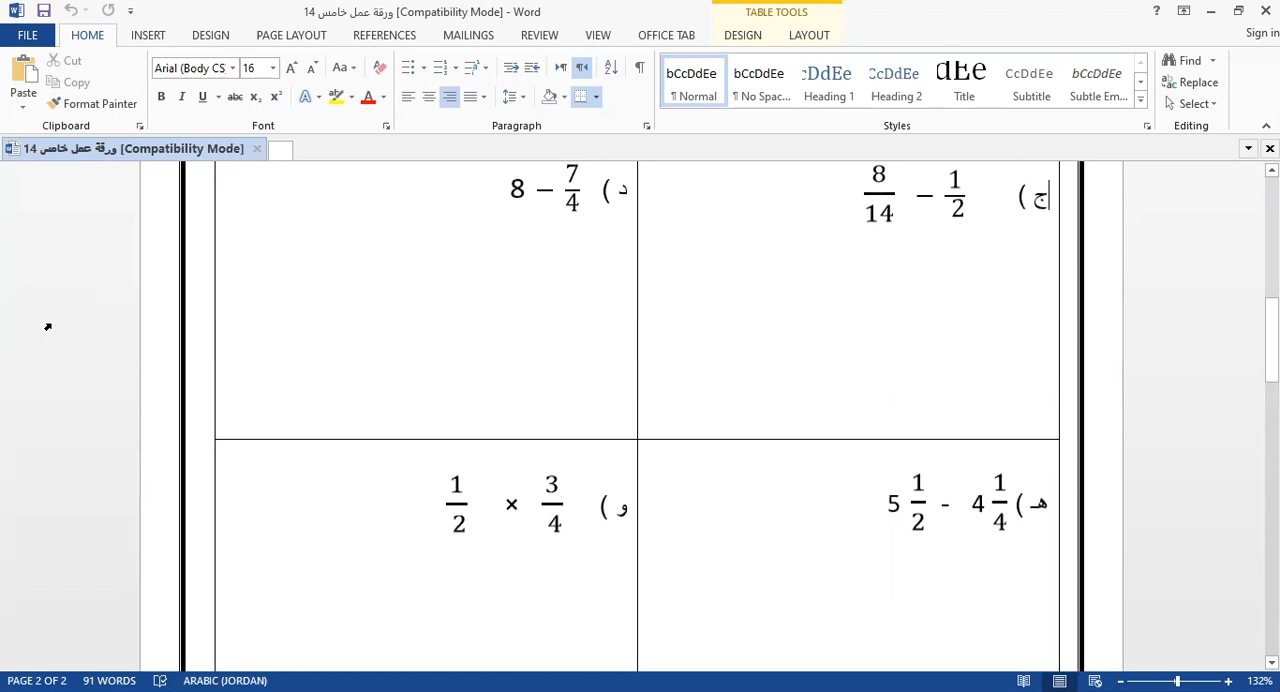 ورقة عمل خامس 14 [Compatibility Mode] - Word
TABLE TOOLS
Sign in
FILE HOME INSERT DESIGN PAGE LAYOUT REFERENCES MAILINGS REVIEW VIEW OFFICE TAB DESIGN LAYOUT
Paste
Cut
Copy
Format Painter
Clipboard
Arial (Body CS 16
Font
Paragraph
bCcDdEe bCcDdEe CcDdEe CcDdEe dEe CcDdEe bCcDdEe
¶ Normal ¶ No Spac... Heading 1 Heading 2 Title Subtitle Subtle Em...
Styles
Find
Replace
Select
Editing
ورقة عمل خامس 14 [Compatibility Mode]
ج ) 8/14 − 1/2
د ) 8 − 7/4
هـ ) 5 1/2 - 4 1/4
و ) 1/2 × 3/4
PAGE 2 OF 2 91 WORDS ARABIC (JORDAN) 132%